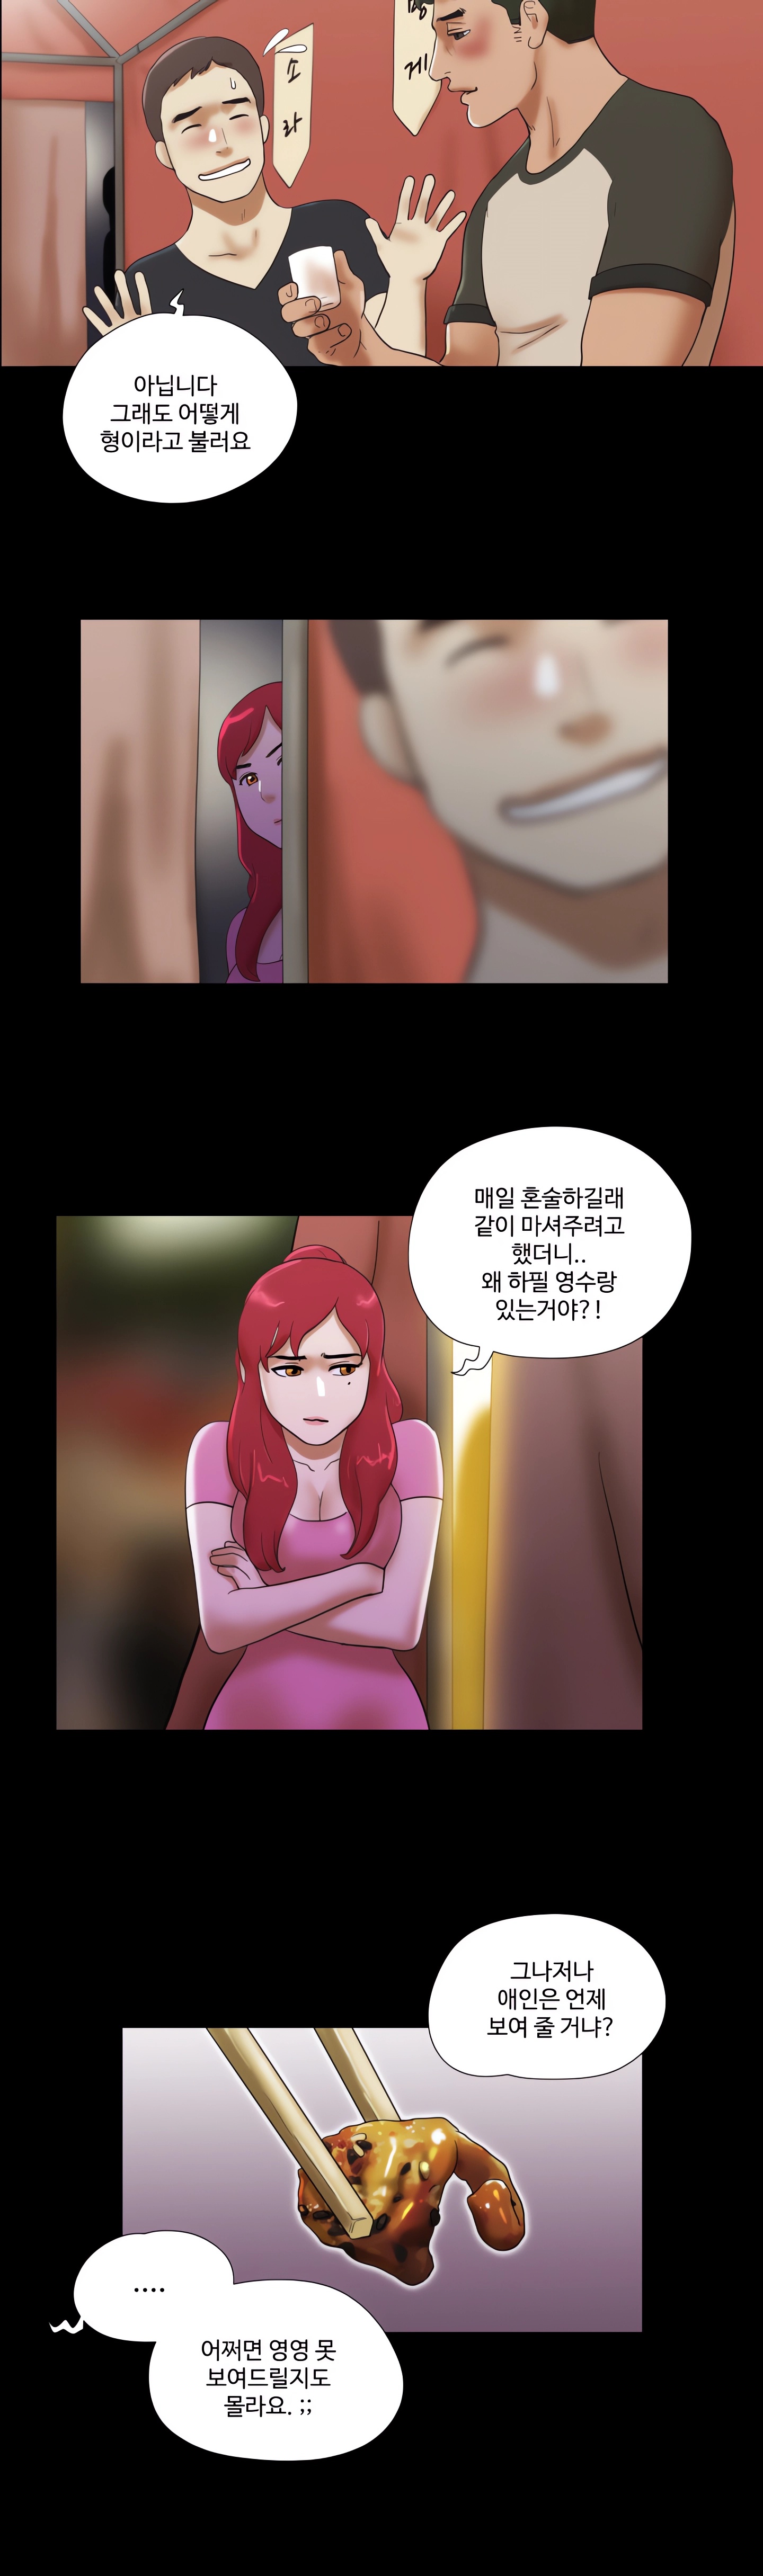 소
라
게
아닙니다
그래도 어떻게
형이라고 불러요
매일 혼술하길래
같이 마셔주려고
했더니..
왜 하필 영수랑
있는거야?!
그나저나
애인은 언제
보여 줄 거냐?
....
어쩌면 영영 못
보여드릴지도
몰라요. ;;